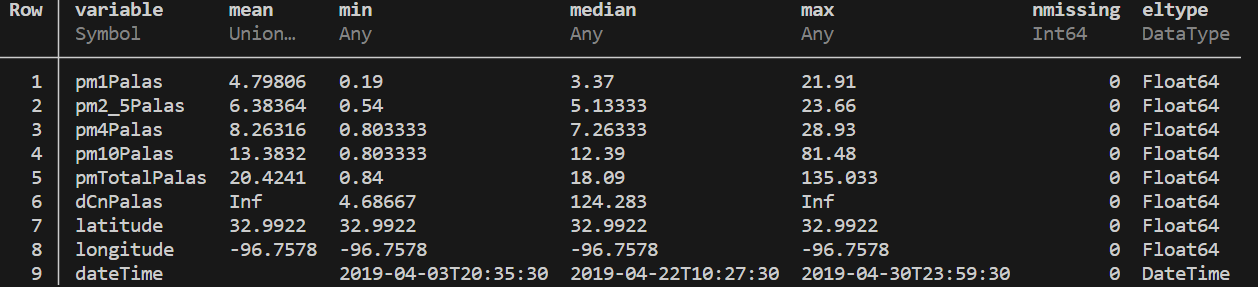 Row variable mean min median max nmissing eltype
Symbol Union… Any Any Any Int64 DataType
1 pm1Palas 4.79806 0.19 3.37 21.91 0 Float64
2 pm2_5Palas 6.38364 0.54 5.13333 23.66 0 Float64
3 pm4Palas 8.26316 0.803333 7.26333 28.93 0 Float64
4 pm10Palas 13.3832 0.803333 12.39 81.48 0 Float64
5 pmTotalPalas 20.4241 0.84 18.09 135.033 0 Float64
6 dCnPalas Inf 4.68667 124.283 Inf 0 Float64
7 latitude 32.9922 32.9922 32.9922 32.9922 0 Float64
8 longitude -96.7578 -96.7578 -96.7578 -96.7578 0 Float64
9 dateTime 2019-04-03T20:35:30 2019-04-22T10:27:30 2019-04-30T23:59:30 0 DateTime